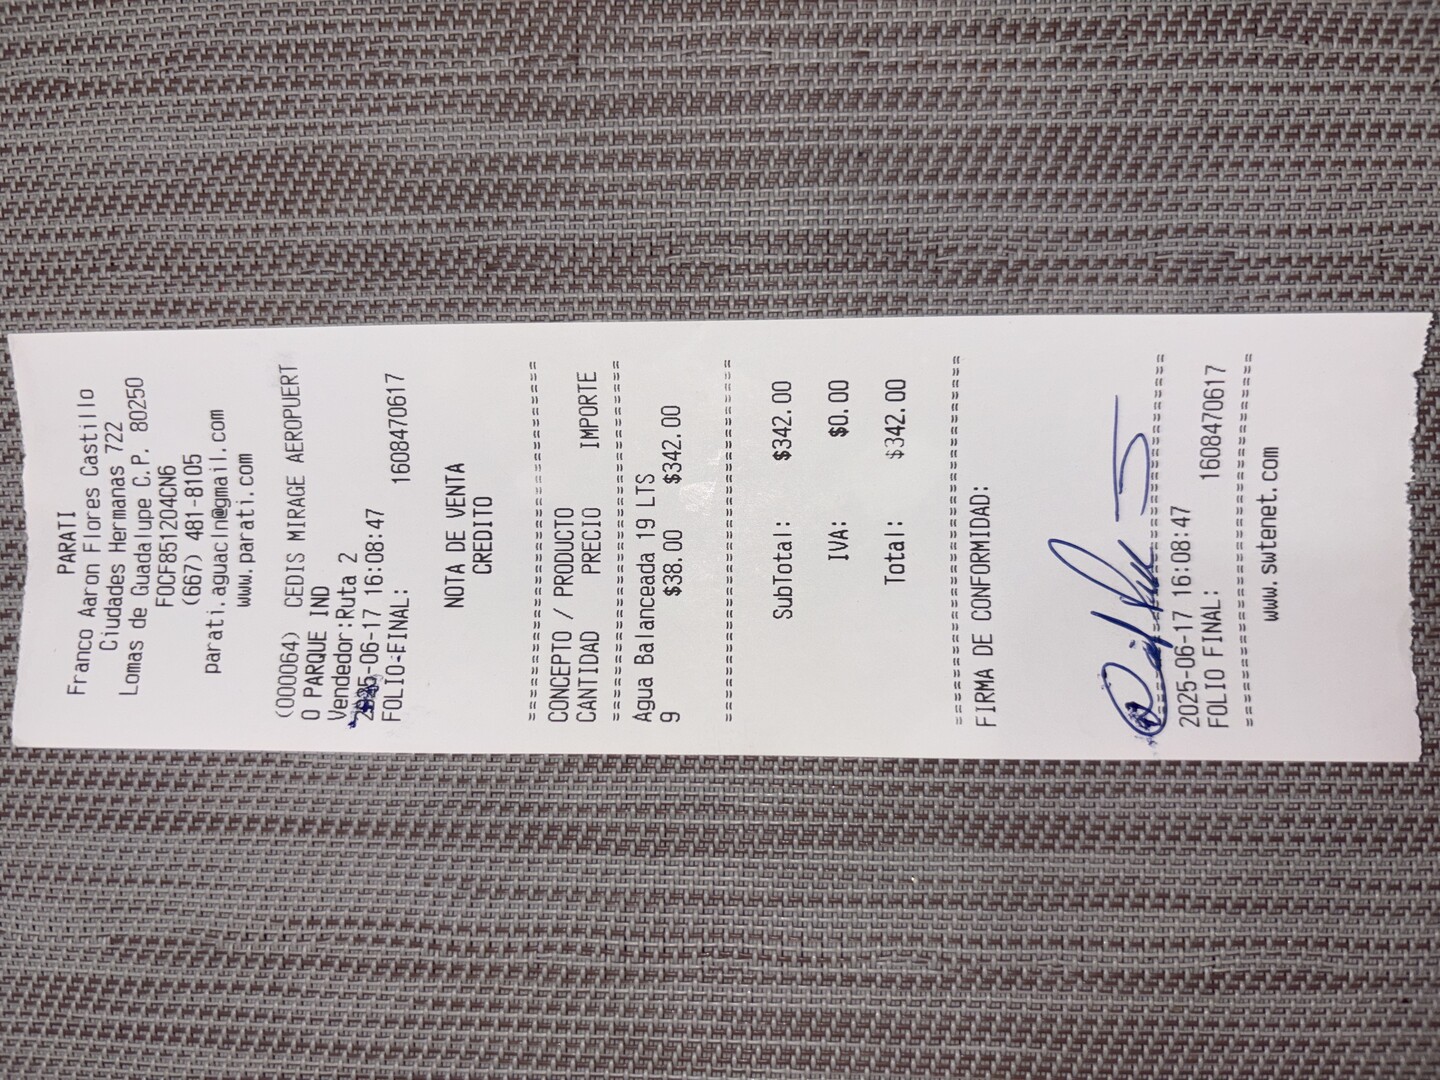 PARATI
Franco Aaron Flores Castillo
Ciudades Hermanas 722
Lomas de Guadalupe C.P. 80250
FOCF851204CN6
(667) 481-8105
parati.aguacln@gmail.com
www.parati.com
(000064) CEDIS MIRAGE AEROPUERT
O PARQUE IND
Vendedor:Ruta 2
2025-06-17 16:08:47
FOLIO-FINAL: 1608470617
NOTA DE VENTA
CREDITO
================================
CONCEPTO / PRODUCTO
CANTIDAD PRECIO IMPORTE
================================
Agua Balanceada 19 LTS
9 $38.00 $342.00
================================
SubTotal: $342.00
IVA: $0.00
Total: $342.00
================================
FIRMA DE CONFORMIDAD:
================================
2025-06-17 16:08:47
FOLIO FINAL: 1608470617
================================
www.swtenet.com